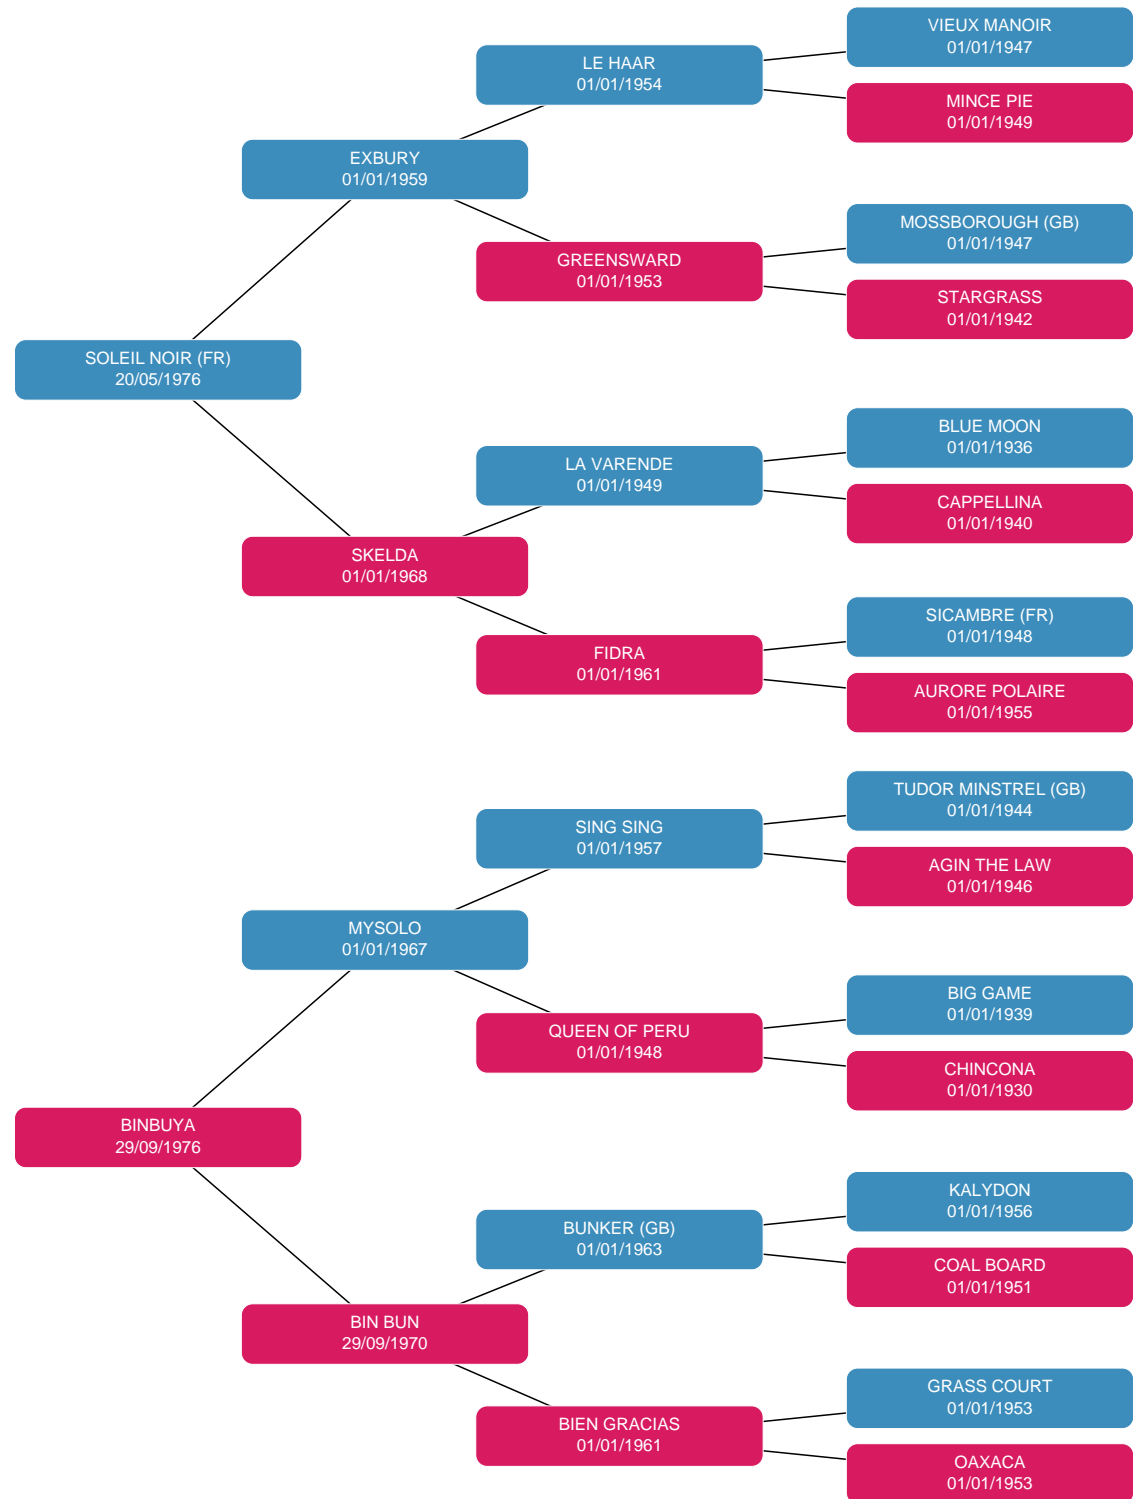 VIEUX MANOIR
01/01/1947
LE HAAR
01/01/1954
MINCE PIE
01/01/1949
EXBURY
01/01/1959
MOSSBOROUGH (GB)
01/01/1947
GREENSWARD
01/01/1953
STARGRASS
01/01/1942
SOLEIL NOIR (FR)
20/05/1976
BLUE MOON
01/01/1936
LA VARENDE
01/01/1949
CAPPELLINA
01/01/1940
SKELDA
01/01/1968
SICAMBRE (FR)
01/01/1948
FIDRA
01/01/1961
AURORE POLAIRE
01/01/1955
TUDOR MINSTREL (GB)
01/01/1944
SING SING
01/01/1957
AGIN THE LAW
01/01/1946
MYSOLO
01/01/1967
BIG GAME
01/01/1939
QUEEN OF PERU
01/01/1948
CHINCONA
01/01/1930
BINBUYA
29/09/1976
KALYDON
01/01/1956
BUNKER (GB)
01/01/1963
COAL BOARD
01/01/1951
BIN BUN
29/09/1970
GRASS COURT
01/01/1953
BIEN GRACIAS
01/01/1961
OAXACA
01/01/1953